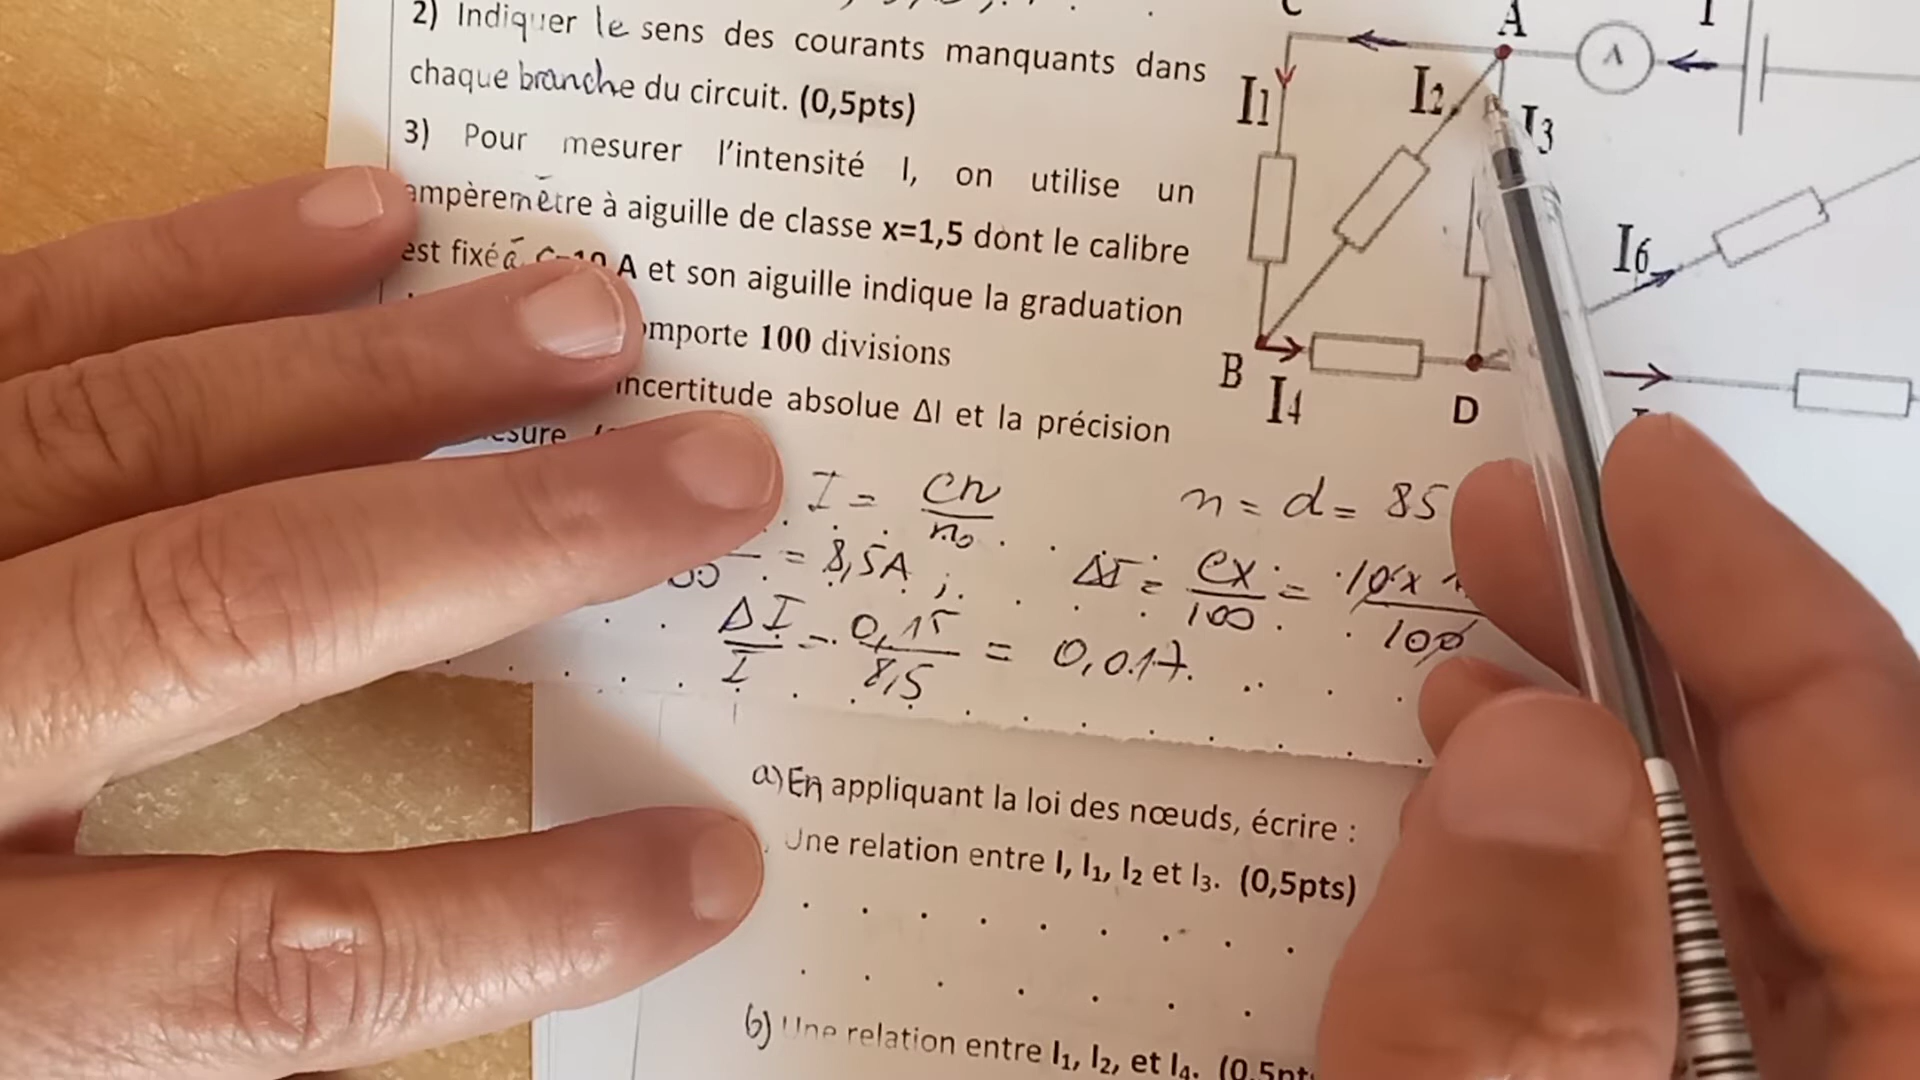 2) Indiquer le sens des courants manquants dans
chaque branche du circuit. (0,5pts)
3) Pour mesurer l'intensité I, on utilise un
ampèremètre à aiguille de classe x=1,5 dont le calibre
est fixé à C=10 A et son aiguille indique la graduation
comporte 100 divisions
incertitude absolue ΔI et la précision
I = Cn/n₀
n = d = 85
= 8,5A ;
ΔI = Cx/100 = 10x /100
ΔI/I = 0,15/8,5 = 0,017
a) En appliquant la loi des nœuds, écrire :
Une relation entre I, I₁, I₂ et I₃. (0,5pts)
b) Une relation entre I₁, I₂, et I₄. (0,5pt
C
A
I
A
I1
I2
I3
I6
B
I4
D